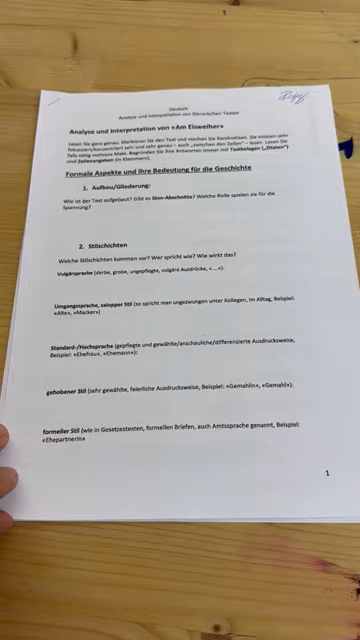 Deutsch
Analyse und Interpretation von literarischen Texten
Analyse und Interpretation von «Am Eisweiher»
Lesen Sie ganz genau. Markieren Sie den Text und machen Sie Randnotizen. Sie müssen sehr
fokussiert/konzentriert sein und sehr genau – auch „zwischen den Zeilen" – lesen. Lesen Sie
falls nötig mehrere Male. Begründen Sie Ihre Antworten immer mit Textbelegen („Zitaten")
und Zeilenangaben (in Klammern).
Formale Aspekte und ihre Bedeutung für die Geschichte
1. Aufbau/Gliederung:
Wie ist der Text aufgebaut? Gibt es Sinn-Abschnitte? Welche Rolle spielen sie für die
Spannung?
2. Stilschichten
Welche Stilschichten kommen vor? Wer spricht wie? Wie wirkt das?
Vulgärsprache (derbe, grobe, ungepflegte, vulgäre Ausdrücke, «....»):
Umgangssprache, salopper Stil (so spricht man ungezwungen unter Kollegen, im Alltag, Beispiel:
«Alte», «Macker»)
Standard-/Hochsprache (gepflegte und gewählte/anschauliche/differenzierte Ausdrucksweise,
Beispiel: «Ehefrau», «Ehemann»):
gehobener Stil (sehr gewählte, feierliche Ausdrucksweise, Beispiel: «Gemahlin», «Gemahl»);
formeller Stil (wie in Gesetzestexten, formellen Briefen, auch Amtssprache genannt, Beispiel:
«Ehepartnerin»
1